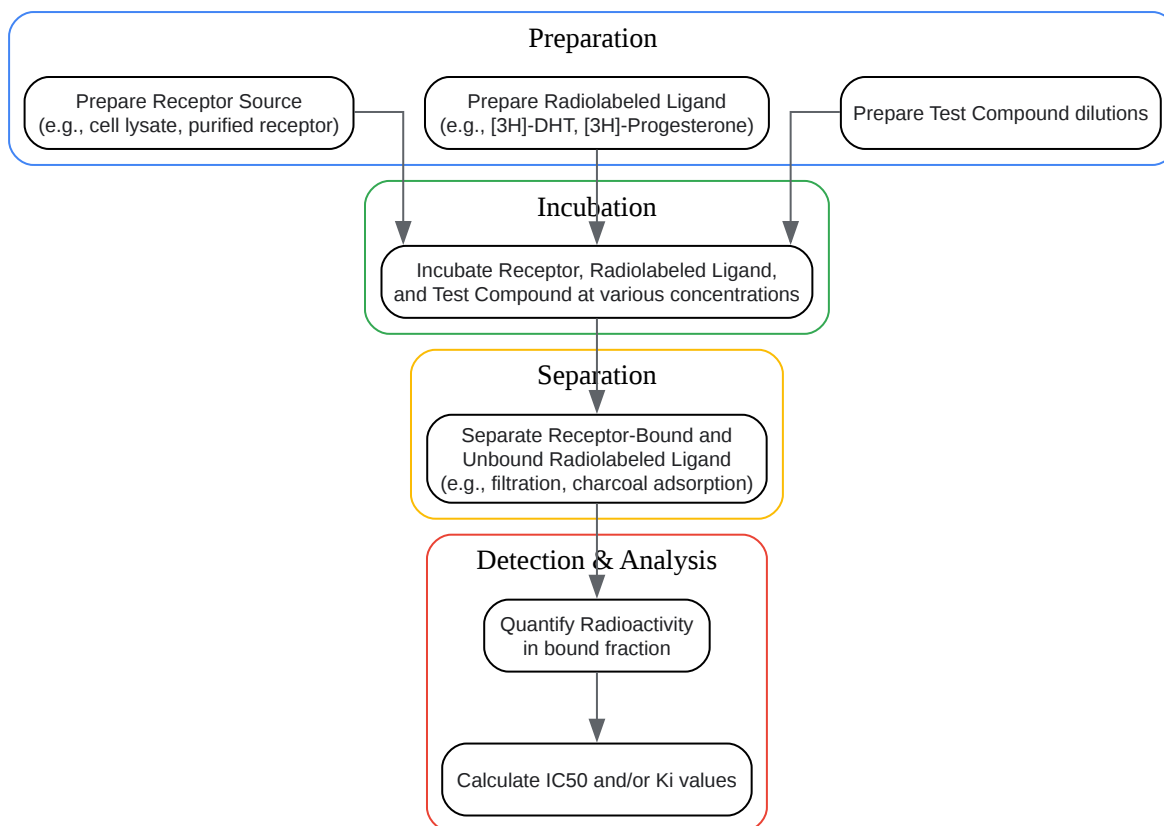 Preparation
Prepare Receptor Source
(e.g., cell lysate, purified receptor)
Prepare Radiolabeled Ligand
(e.g., [3H]-DHT, [3H]-Progesterone)
Prepare Test Compound dilutions
Incubation
Incubate Receptor, Radiolabeled Ligand,
and Test Compound at various concentrations
Separation
Separate Receptor-Bound and
Unbound Radiolabeled Ligand
(e.g., filtration, charcoal adsorption)
Detection & Analysis
Quantify Radioactivity
in bound fraction
Calculate IC50 and/or Ki values